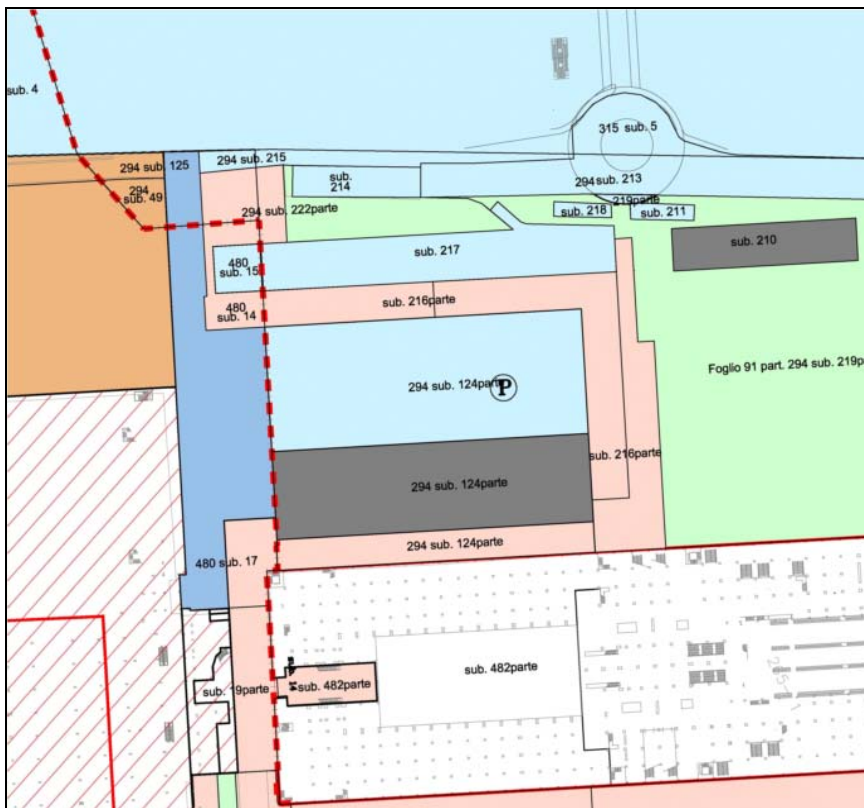 sub. 4
315 sub. 5
294 sub. 125
294 sub. 215
294
sub. 49
sub.
214
294sub. 213
219parte
294 sub. 222parte
sub. 218
sub. 211
sub. 217
sub. 210
480
sub. 15
480
sub. 14
sub. 216parte
Foglio 91 part. 294 sub. 219p
294 sub. 124parte
P
sub. 216parte
294 sub. 124parte
294 sub. 124parte
480 sub. 17
sub. 14
sub. 482parte
sub. 482parte
sub. 19parte